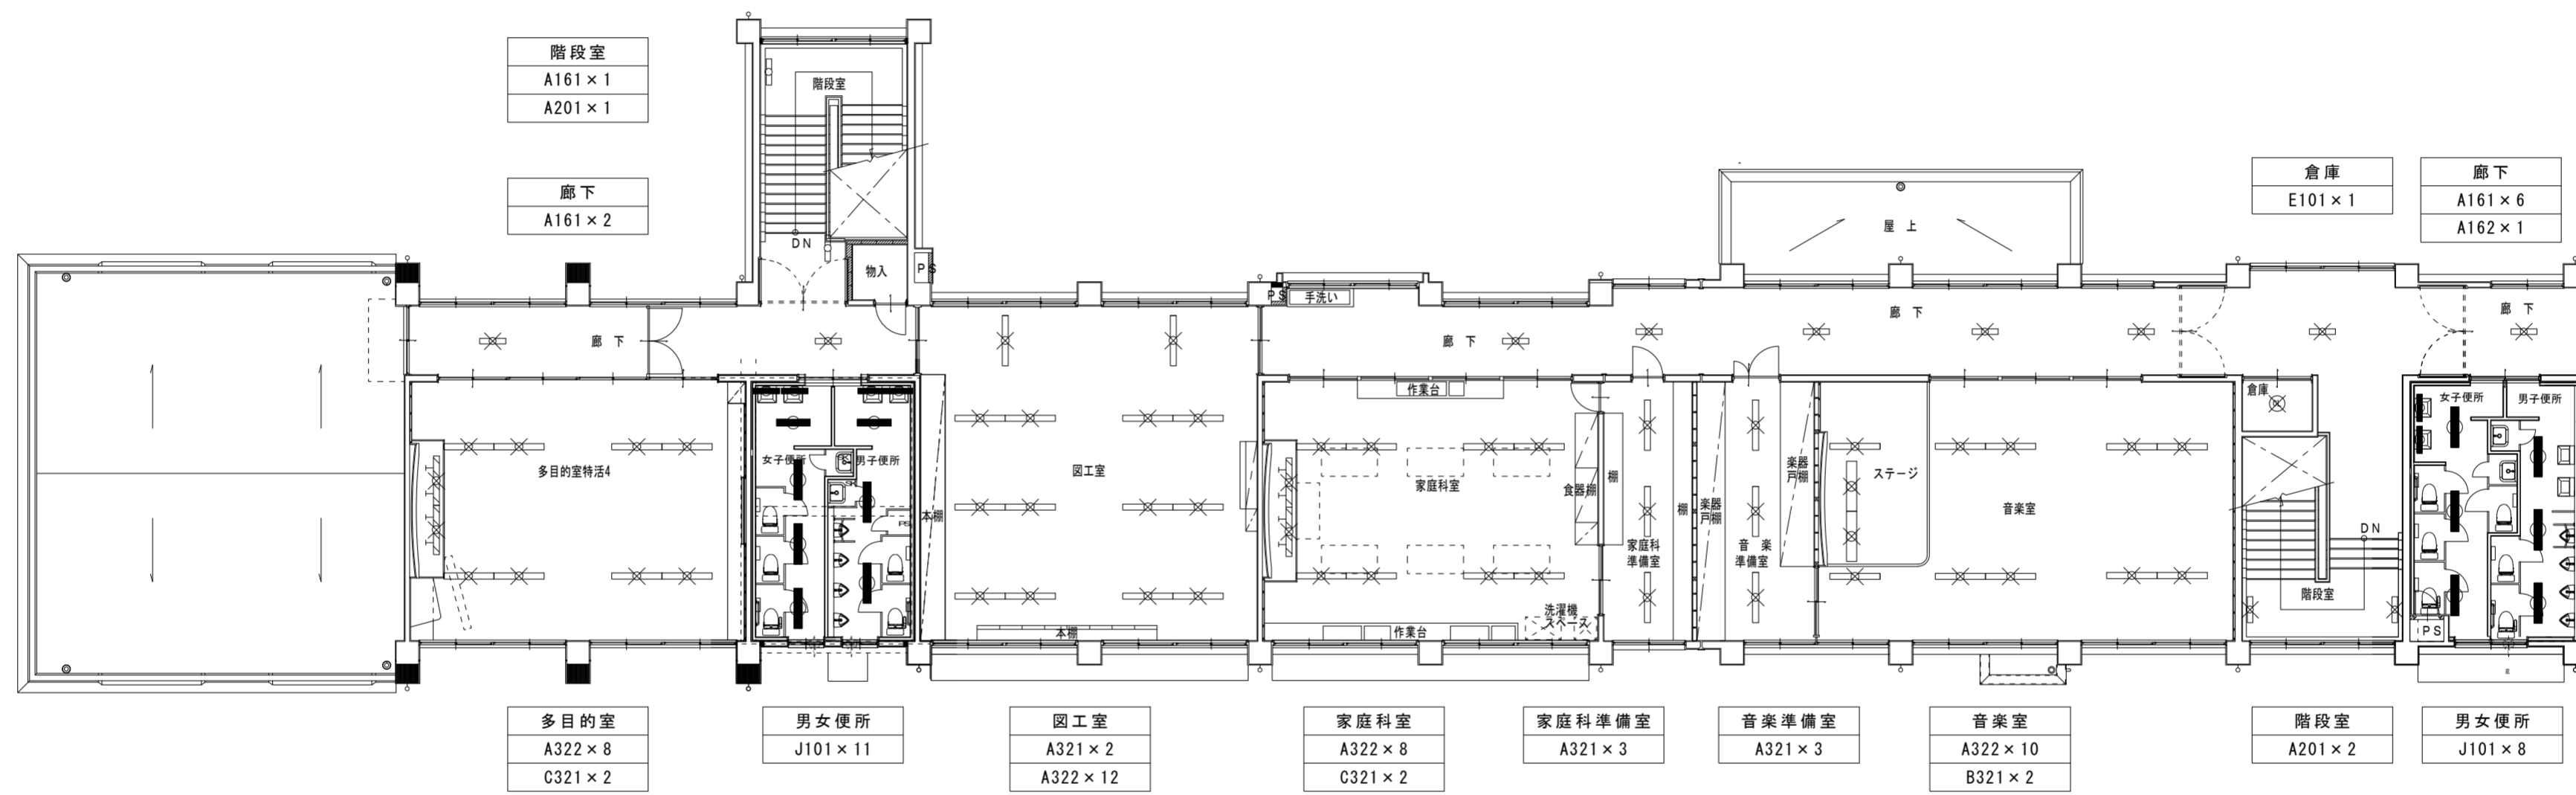 階段室
A161×1
A201×1
廊下
A161×2
倉庫
E101×1
廊下
A161×6
A162×1
階段室
DN
物入
PS
屋上
PS
手洗い
廊下
廊下
廊下
廊下
作業台
倉庫
女子便所
男子便所
女子便所
男子便所
多目的室特活4
図工室
家庭科室
食器棚
棚
棚
楽器
戸棚
楽器
戸棚
ステージ
音楽室
本棚
PS
家庭科
準備室
音楽
準備室
DN
階段室
洗濯機
スペース
本棚
作業台
PS
多目的室
A322×8
C321×2
男女便所
J101×11
図工室
A321×2
A322×12
家庭科室
A322×8
C321×2
家庭科準備室
A321×3
音楽準備室
A321×3
音楽室
A322×10
B321×2
階段室
A201×2
男女便所
J101×8